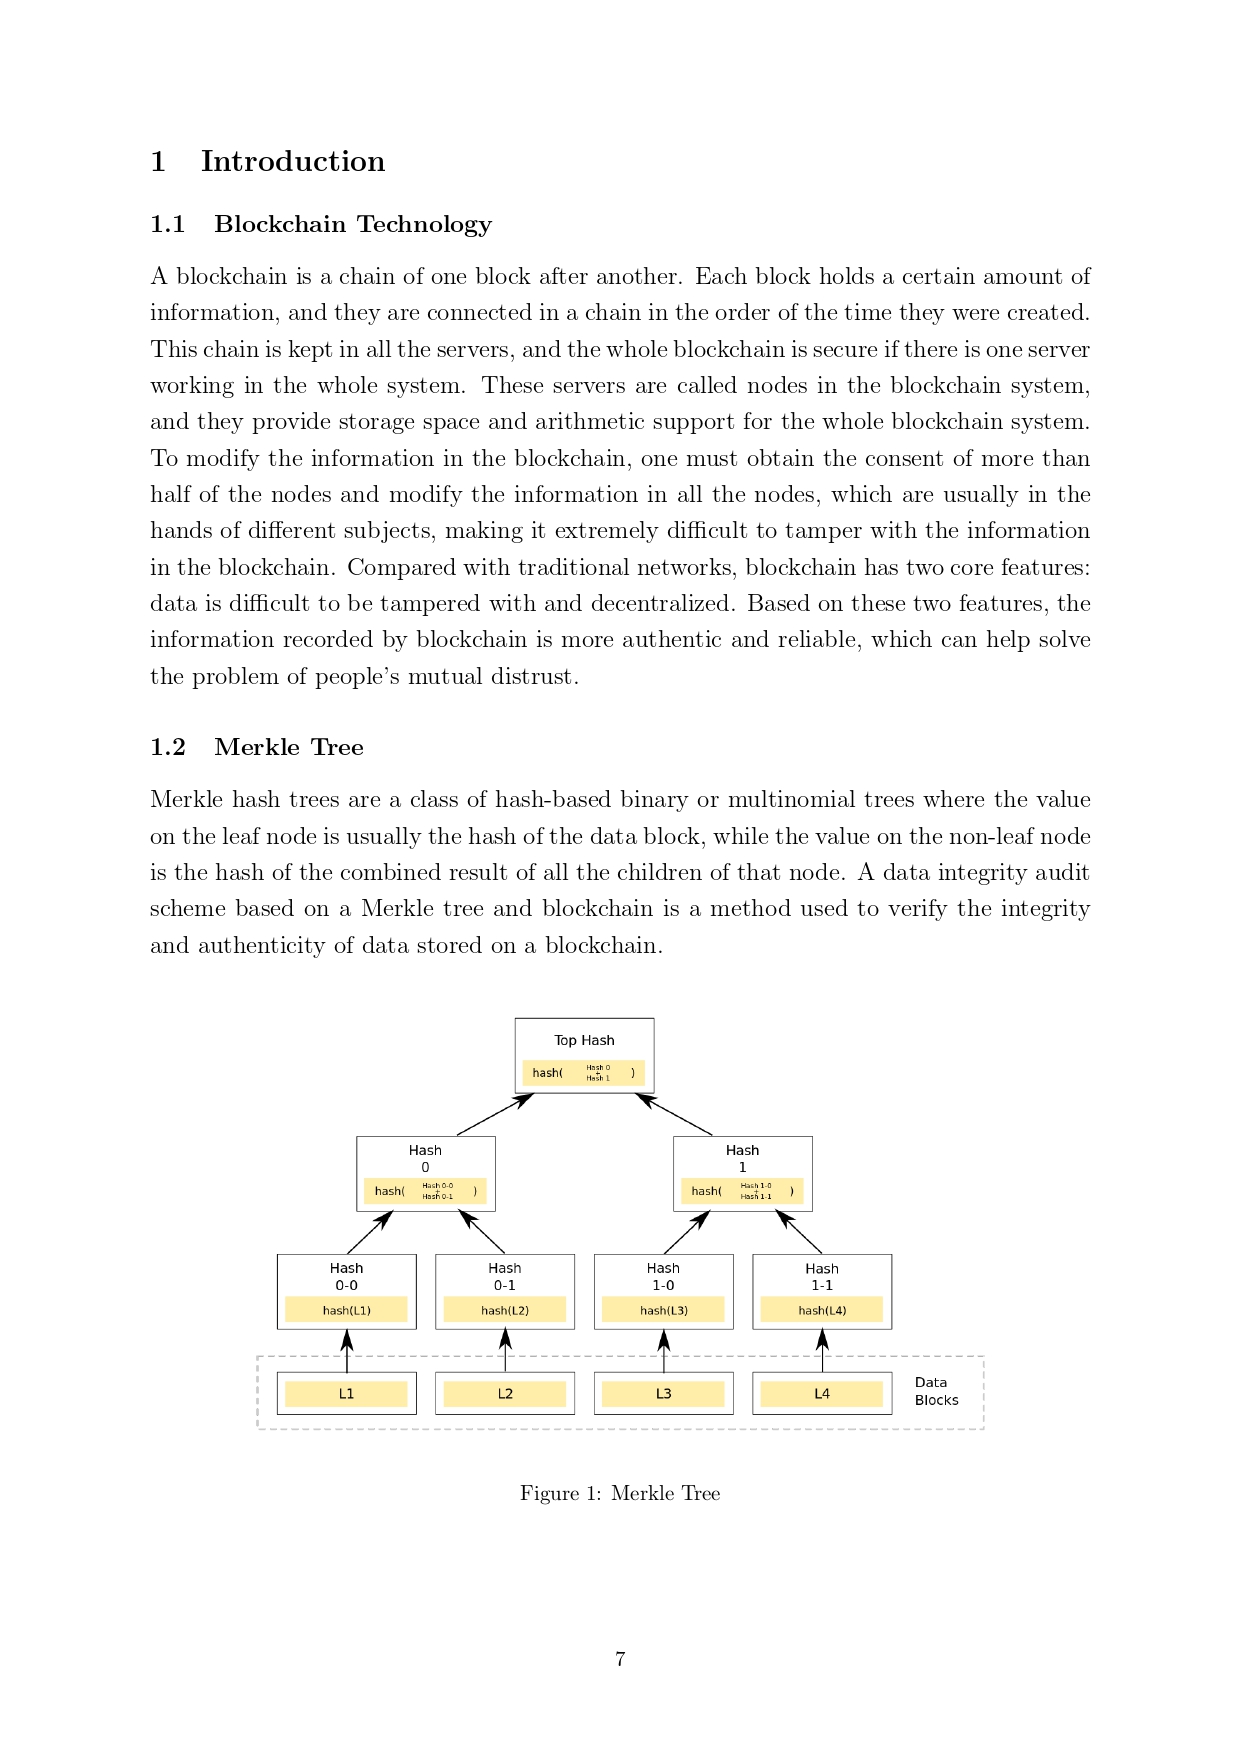 1 Introduction
1.1 Blockchain Technology
A blockchain is a chain of one block after another. Each block holds a certain amount of
information, and they are connected in a chain in the order of the time they were created.
This chain is kept in all the servers, and the whole blockchain is secure if there is one server
working in the whole system. These servers are called nodes in the blockchain system,
and they provide storage space and arithmetic support for the whole blockchain system.
To modify the information in the blockchain, one must obtain the consent of more than
half of the nodes and modify the information in all the nodes, which are usually in the
hands of different subjects, making it extremely difficult to tamper with the information
in the blockchain. Compared with traditional networks, blockchain has two core features:
data is difficult to be tampered with and decentralized. Based on these two features, the
information recorded by blockchain is more authentic and reliable, which can help solve
the problem of people's mutual distrust.
1.2 Merkle Tree
Merkle hash trees are a class of hash-based binary or multinomial trees where the value
on the leaf node is usually the hash of the data block, while the value on the non-leaf node
is the hash of the combined result of all the children of that node. A data integrity audit
scheme based on a Merkle tree and blockchain is a method used to verify the integrity
and authenticity of data stored on a blockchain.
Top Hash
hash( Hash 0 + Hash 1 )
Hash
0
hash( Hash 0-0 + Hash 0-1 )
Hash
1
hash( Hash 1-0 + Hash 1-1 )
Hash
0-0
hash(L1)
Hash
0-1
hash(L2)
Hash
1-0
hash(L3)
Hash
1-1
hash(L4)
L1
L2
L3
L4
Data
Blocks
Figure 1: Merkle Tree
7